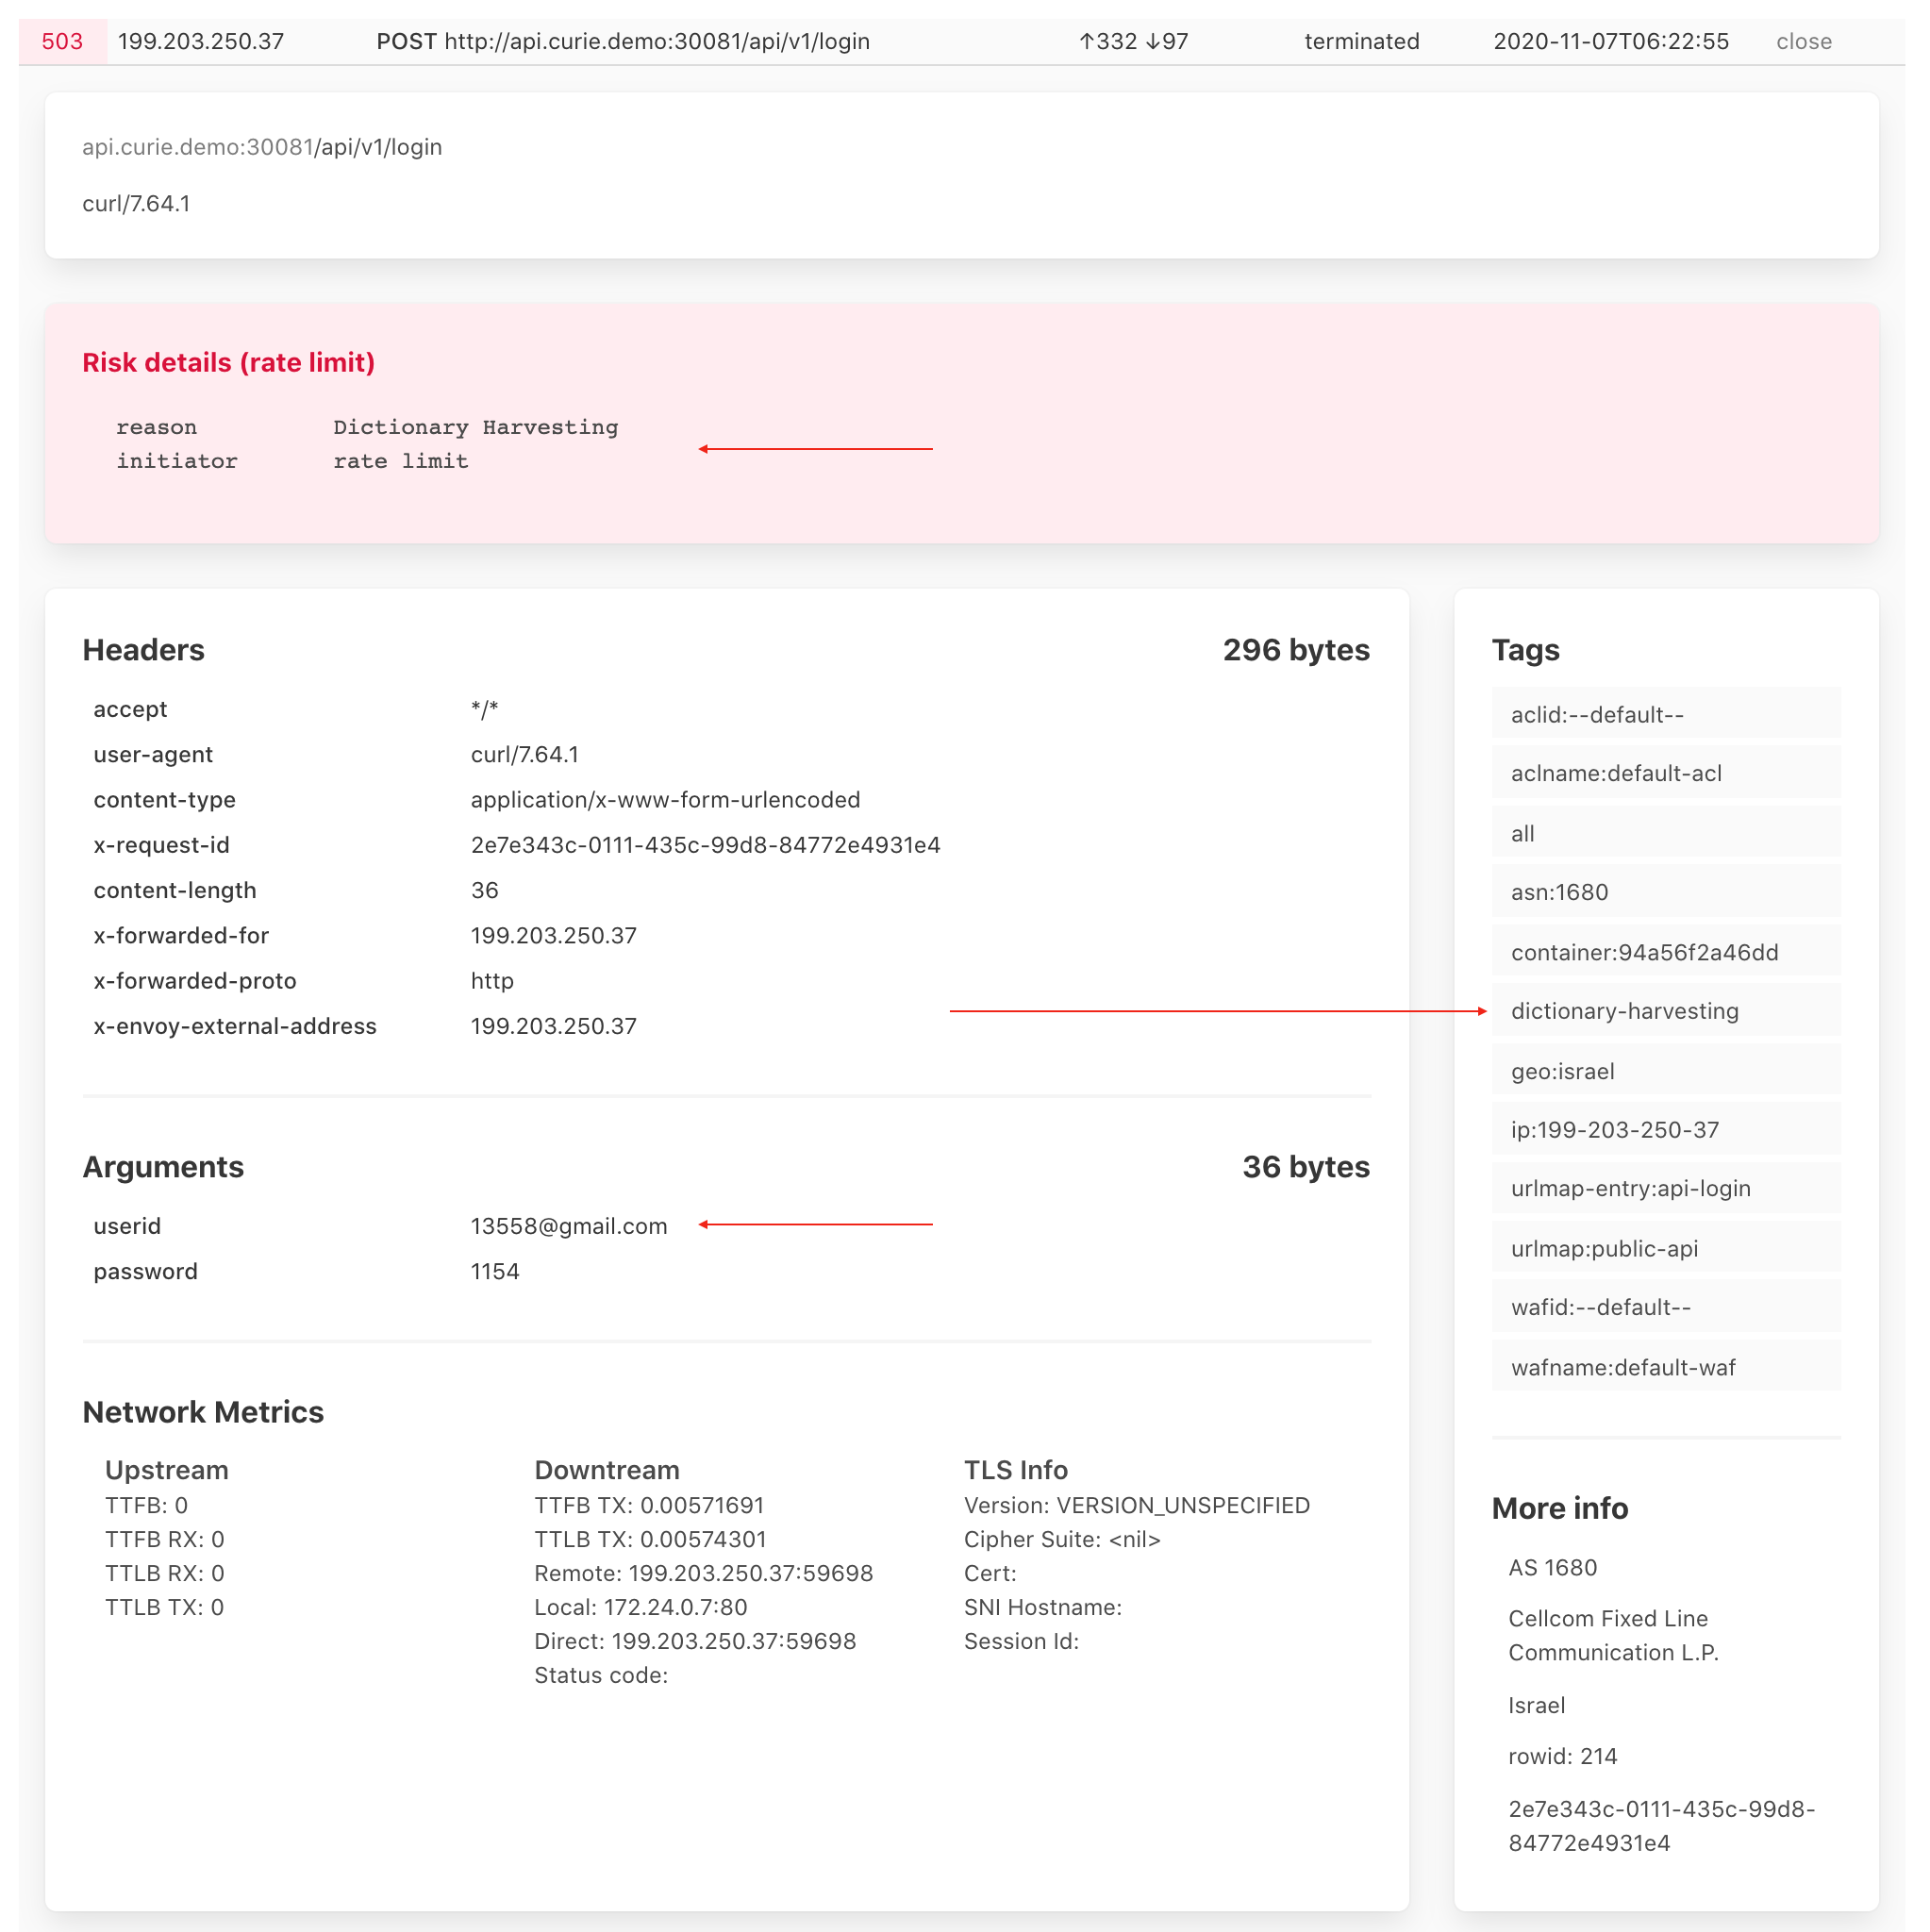 503 199.203.250.37 POST http://api.curie.demo:30081/api/v1/login ↑332 ↓97 terminated 2020-11-07T06:22:55 close
api.curie.demo:30081/api/v1/login
curl/7.64.1
Risk details (rate limit)
reason Dictionary Harvesting
initiator rate limit
Headers 296 bytes
accept */*
user-agent curl/7.64.1
content-type application/x-www-form-urlencoded
x-request-id 2e7e343c-0111-435c-99d8-84772e4931e4
content-length 36
x-forwarded-for 199.203.250.37
x-forwarded-proto http
x-envoy-external-address 199.203.250.37
Arguments 36 bytes
userid 13558@gmail.com
password 1154
Network Metrics
Upstream
TTFB: 0
TTFB RX: 0
TTLB RX: 0
TTLB TX: 0
Downtream
TTFB TX: 0.00571691
TTLB TX: 0.00574301
Remote: 199.203.250.37:59698
Local: 172.24.0.7:80
Direct: 199.203.250.37:59698
Status code:
TLS Info
Version: VERSION_UNSPECIFIED
Cipher Suite: <nil>
Cert:
SNI Hostname:
Session Id:
Tags
aclid:--default--
aclname:default-acl
all
asn:1680
container:94a56f2a46dd
dictionary-harvesting
geo:israel
ip:199-203-250-37
urlmap-entry:api-login
urlmap:public-api
wafid:--default--
wafname:default-waf
More info
AS 1680
Cellcom Fixed Line
Communication L.P.
Israel
rowid: 214
2e7e343c-0111-435c-99d8-
84772e4931e4